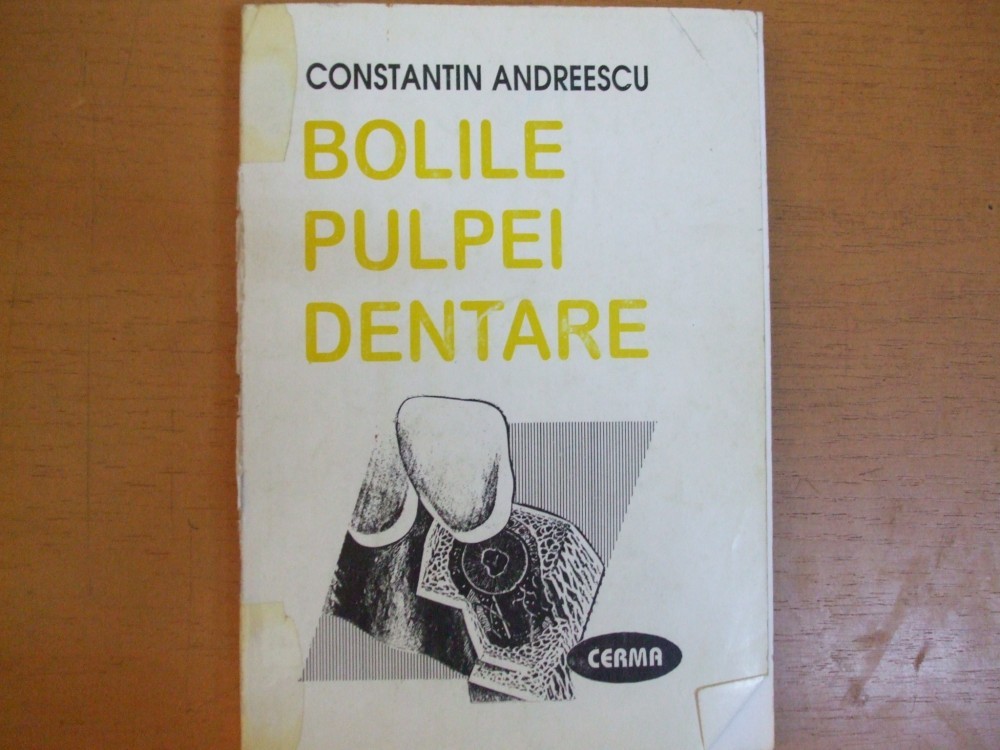 CONSTANTIN ANDREESCU
BOLILE
PULPEI
DENTARE
CERMA